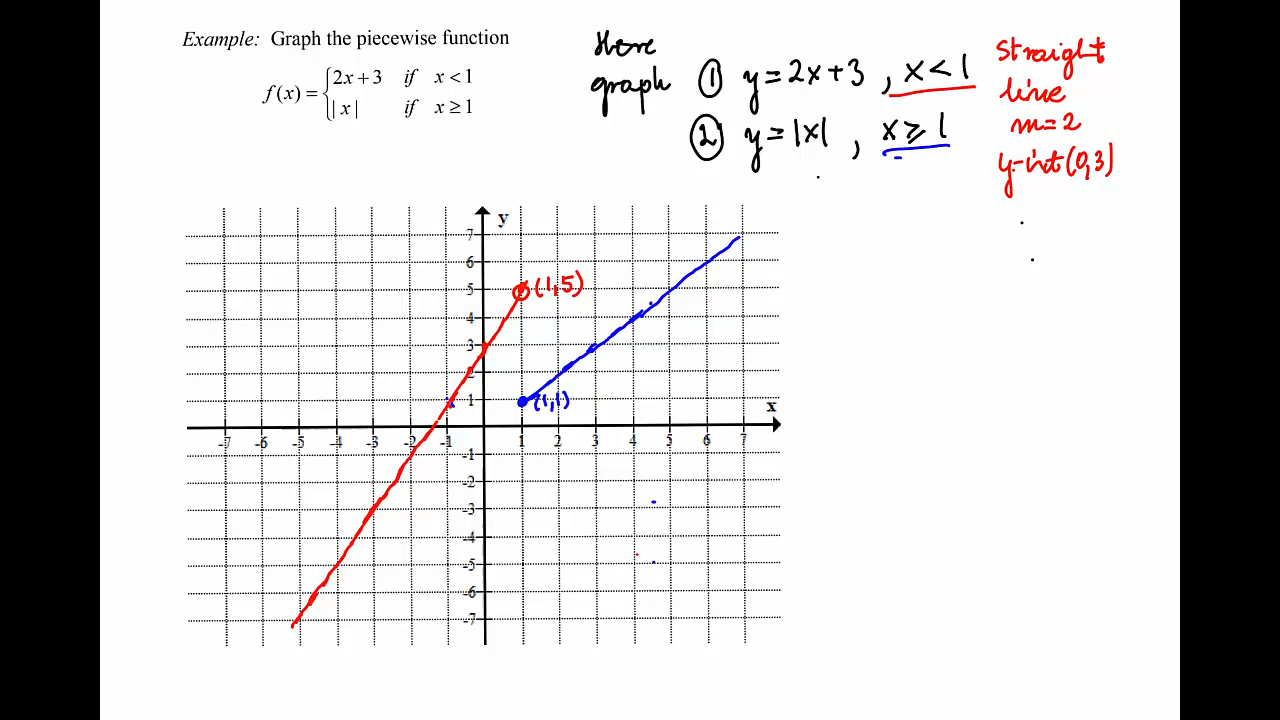 Example: Graph the piecewise function
f(x) = { 2x + 3 if x < 1
| x | if x ≥ 1
Here
graph ① y = 2x + 3 , x < 1
② y = |x| , x ≥ 1
Straight
line
m = 2
y-int (0,3)
y
7
6
5
4
3
2
1
(1,5)
(1,1)
x
-7 -6 -5 -4 -3 -2 -1 1 2 3 4 5 6 7
-1
-2
-3
-4
-5
-6
-7